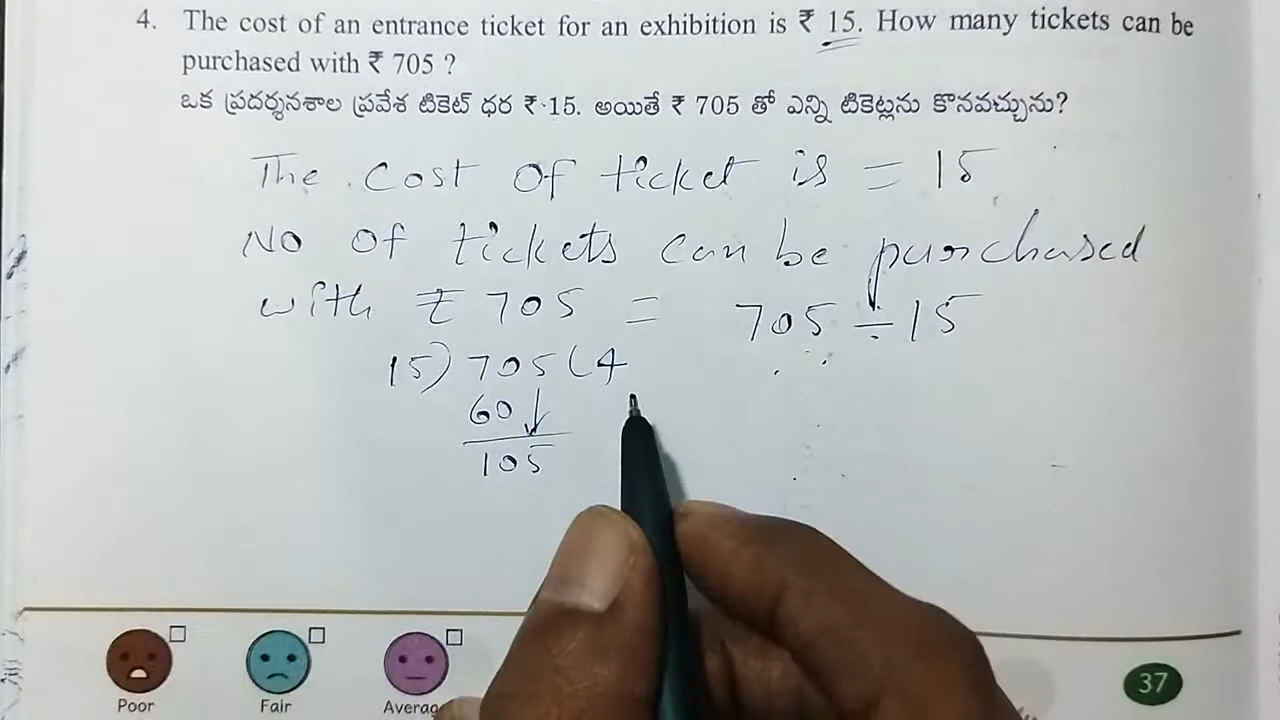 4. The cost of an entrance ticket for an exhibition is ₹ 15. How many tickets can be
purchased with ₹ 705 ?
ఒక ప్రదర్శనశాల ప్రవేశ టికెట్ ధర ₹ 15. అయితే ₹ 705 తో ఎన్ని టికెట్లను కొనవచ్చును?
The cost of ticket is = 15
No of tickets can be purchased
with ₹ 705 = 705 ÷ 15
15) 705 (4
60
105
Poor Fair Averag
37